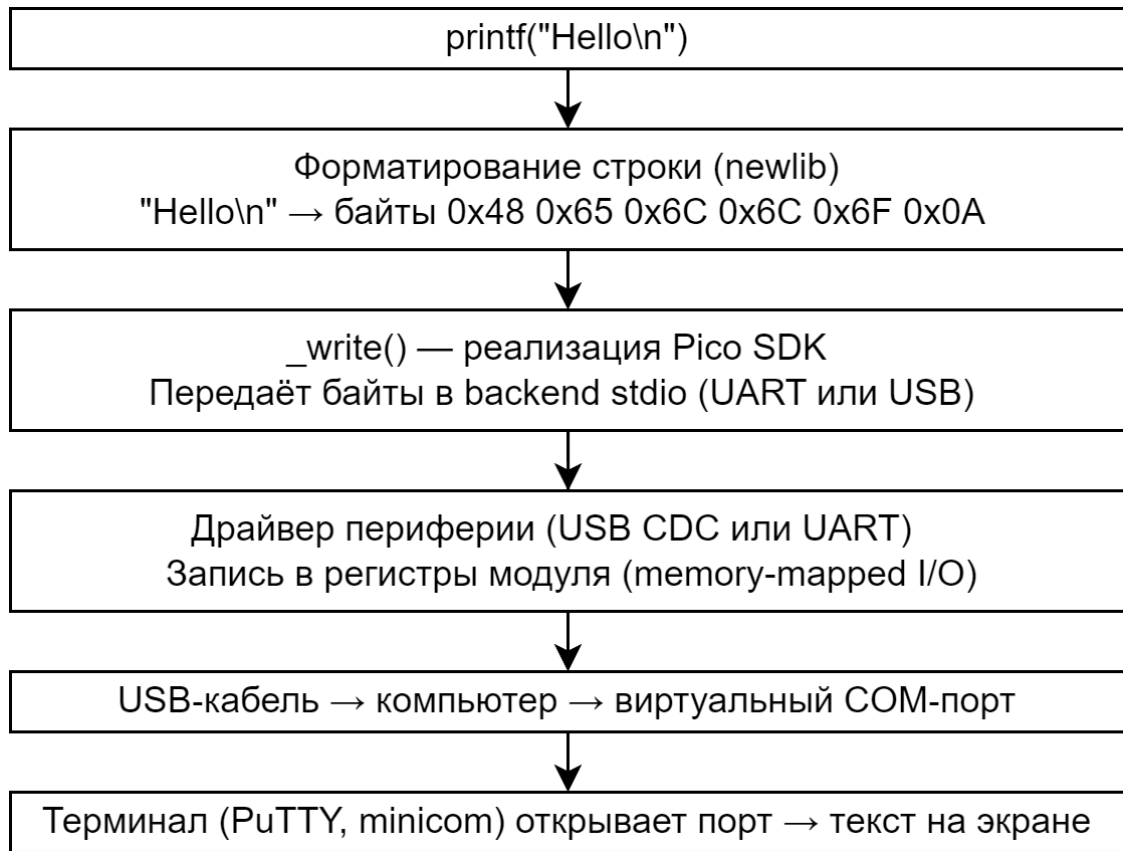 printf("Hello\n")
Форматирование строки (newlib)
"Hello\n" → байты 0x48 0x65 0x6C 0x6C 0x6F 0x0A
_write() — реализация Pico SDK
Передаёт байты в backend stdio (UART или USB)
Драйвер периферии (USB CDC или UART)
Запись в регистры модуля (memory-mapped I/O)
USB-кабель → компьютер → виртуальный COM-порт
Терминал (PuTTY, minicom) открывает порт → текст на экране